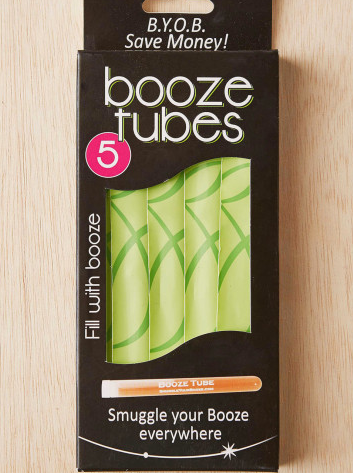 B.Y.O.B.
Save Money!
booze
tubes
5
Fill with booze
BOOZE TUBE
Smuggle your Booze
everywhere